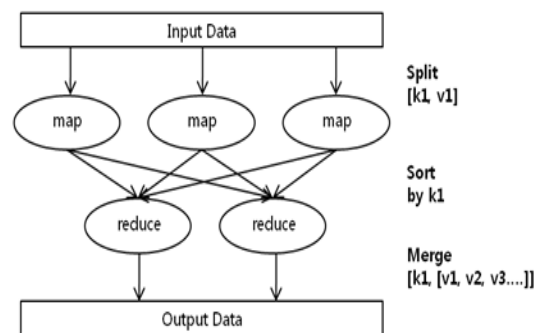 Input Data
Split
[k1, v1]
map
map
map
Sort
by k1
reduce
reduce
Merge
[k1, [v1, v2, v3....]]
Output Data